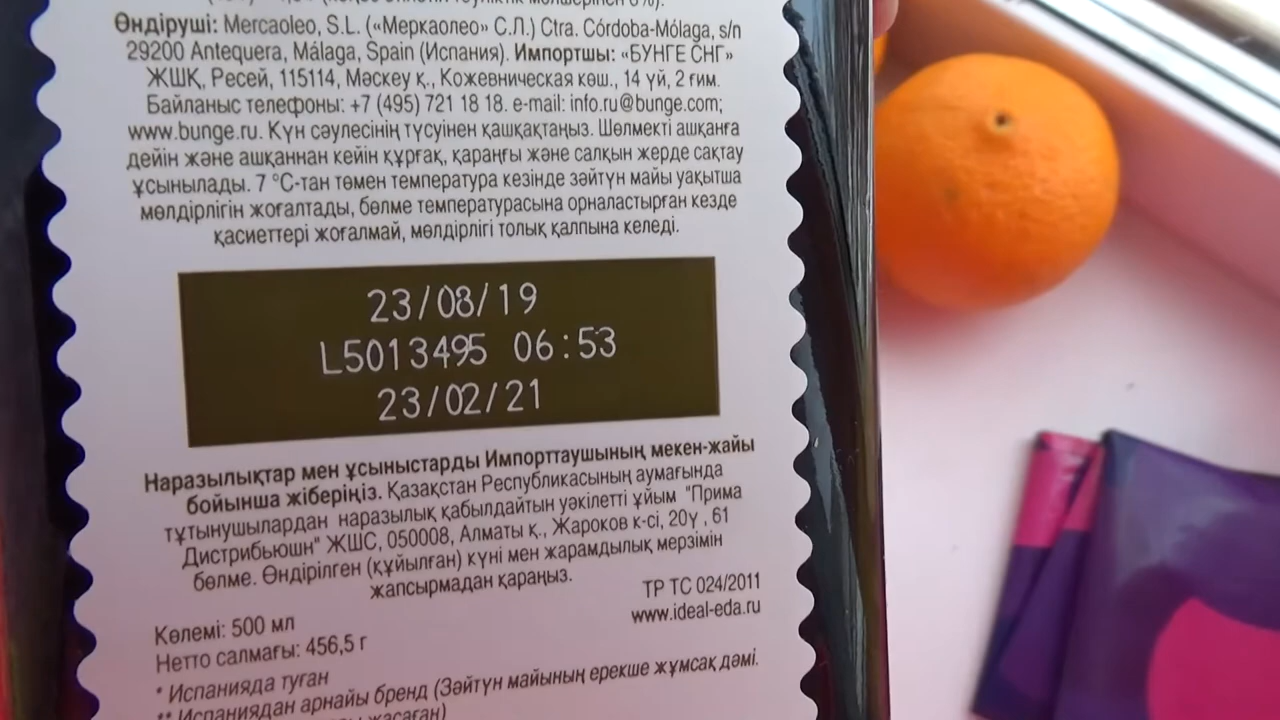 Өндіруші: Mercaoleo, S.L. («Меркаолео» С.Л.) Ctra. Córdoba-Mólaga, s/n
29200 Antequera, Málaga, Spain (Испания). Импортшы: «БУНГЕ СНГ»
ЖШҚ, Ресей, 115114, Мәскеу қ., Кожевническая көш., 14 үй, 2 ғим.
Байланыс телефоны: +7 (495) 721 18 18. e-mail: info.ru@bunge.com;
www.bunge.ru. Күн сәулесінің түсуінен қашқақтаңыз. Шөлмекті ашқанға
дейін және ашқаннан кейін құрғақ, қараңғы және салқын жерде сақтау
ұсынылады. 7 °C-тан төмен температура кезінде зәйтүн майы уақытша
мөлдірлігін жоғалтады, бөлме температурасына орналастырған кезде
қасиеттері жоғалмай, мөлдірлігі толық қалпына келеді.
23/08/19
L5013495 06:53
23/02/21
Наразылықтар мен ұсыныстарды Импорттаушының мекен-жайы
бойынша жіберіңіз. Қазақстан Республикасының аумағында
тұтынушылардан наразылық қабылдайтын уәкілетті ұйым "Прима
Дистрибьюшн" ЖШС, 050008, Алматы қ., Жароков к-сі, 20ү , 61
бөлме. Өндірілген (құйылған) күні мен жарамдылық мерзімін
жапсырмадан қараңыз.
ТР ТС 024/2011
www.ideal-eda.ru
Көлемі: 500 мл
Нетто салмағы: 456,5 г
* Испанияда туған
** Испаниядан арнайы бренд (Зәйтүн майының ерекше жұмсақ дәмі.
жасаған)